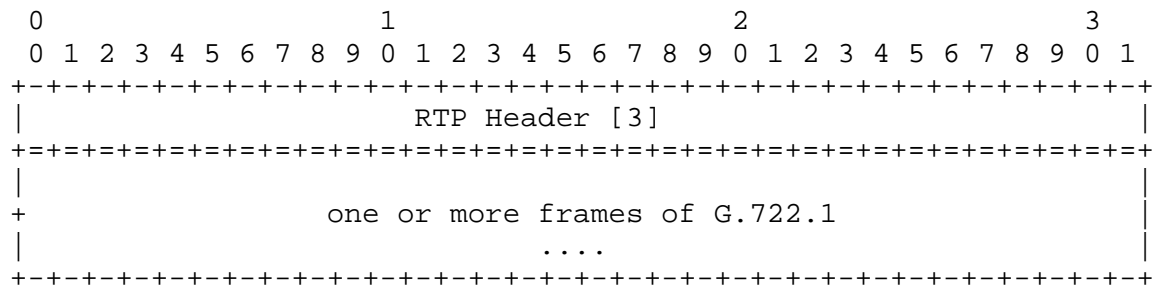 0                   1                   2                   3
 0 1 2 3 4 5 6 7 8 9 0 1 2 3 4 5 6 7 8 9 0 1 2 3 4 5 6 7 8 9 0 1
+-+-+-+-+-+-+-+-+-+-+-+-+-+-+-+-+-+-+-+-+-+-+-+-+-+-+-+-+-+-+-+-+
|                      RTP Header [3]                           |
+=+=+=+=+=+=+=+=+=+=+=+=+=+=+=+=+=+=+=+=+=+=+=+=+=+=+=+=+=+=+=+=+
|                                                               |
+                 one or more frames of G.722.1                 |
|                             ....                              |
+-+-+-+-+-+-+-+-+-+-+-+-+-+-+-+-+-+-+-+-+-+-+-+-+-+-+-+-+-+-+-+-+